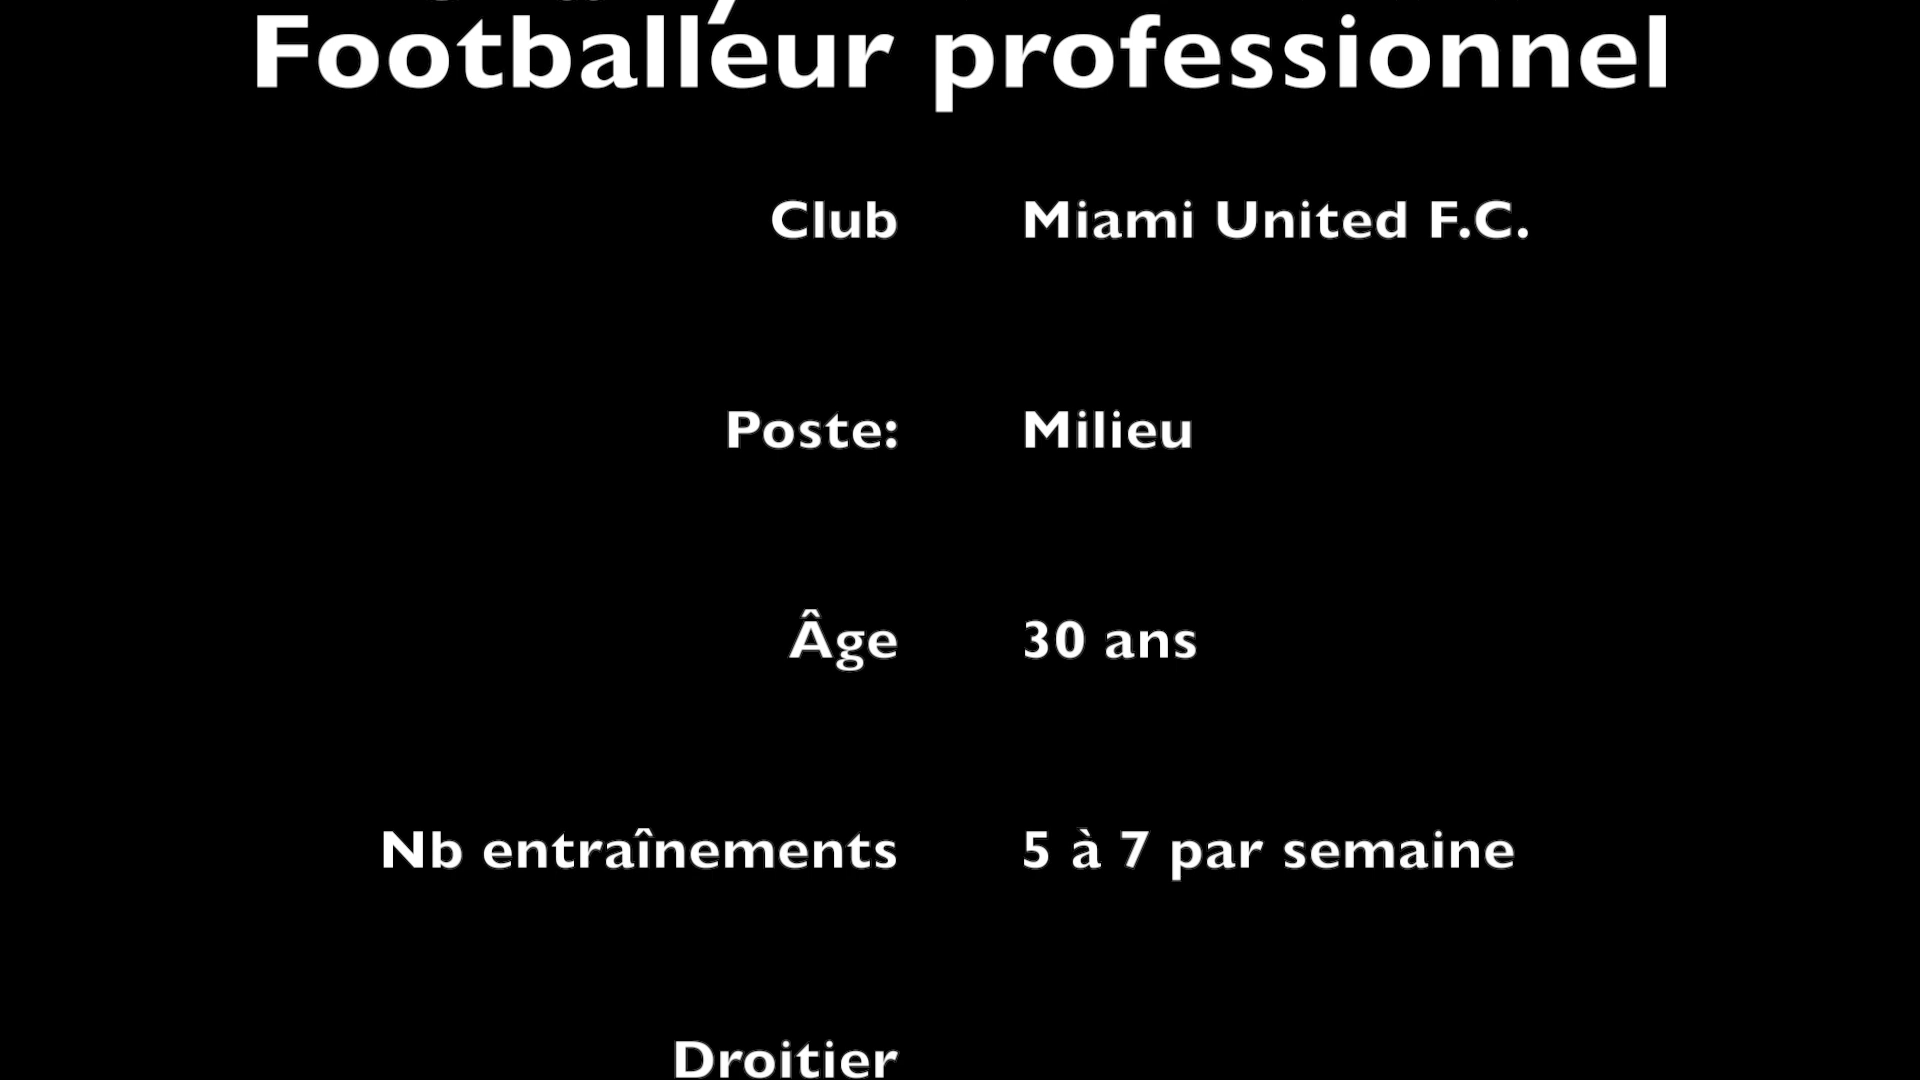 Footballeur professionnel
Club Miami United F.C.
Poste: Milieu
Âge 30 ans
Nb entraînements 5 à 7 par semaine
Droitier